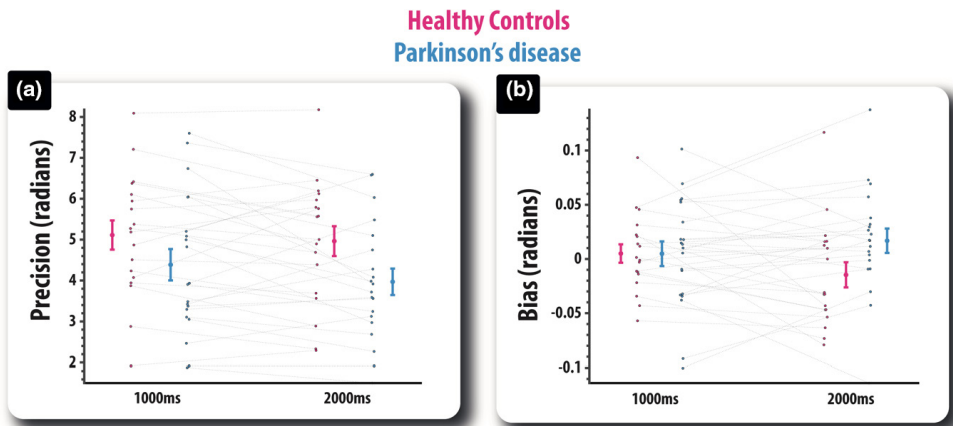 Healthy Controls
Parkinson's disease
(a)
Precision (radians)
8
7
6
5
4
3
2
1000ms
2000ms
(b)
Bias (radians)
0.1
0.05
0
-0.05
-0.1
1000ms
2000ms